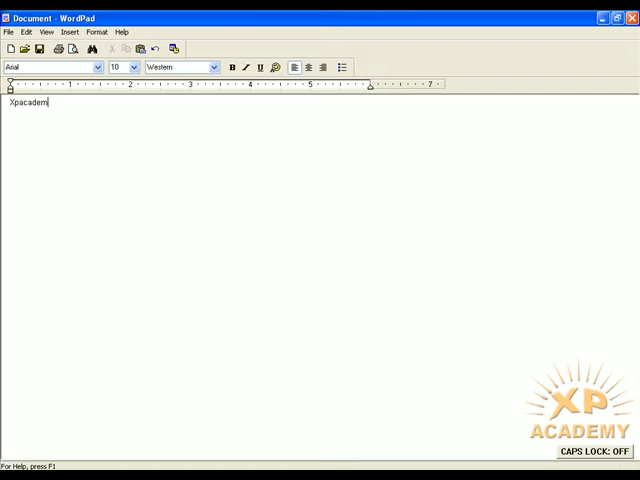 Document - WordPad
File Edit View Insert Format Help
Arial 10 Western B I U
1 2 3 4 5 7
Xpacadem
XP
ACADEMY
CAPS LOCK: OFF
For Help, press F1